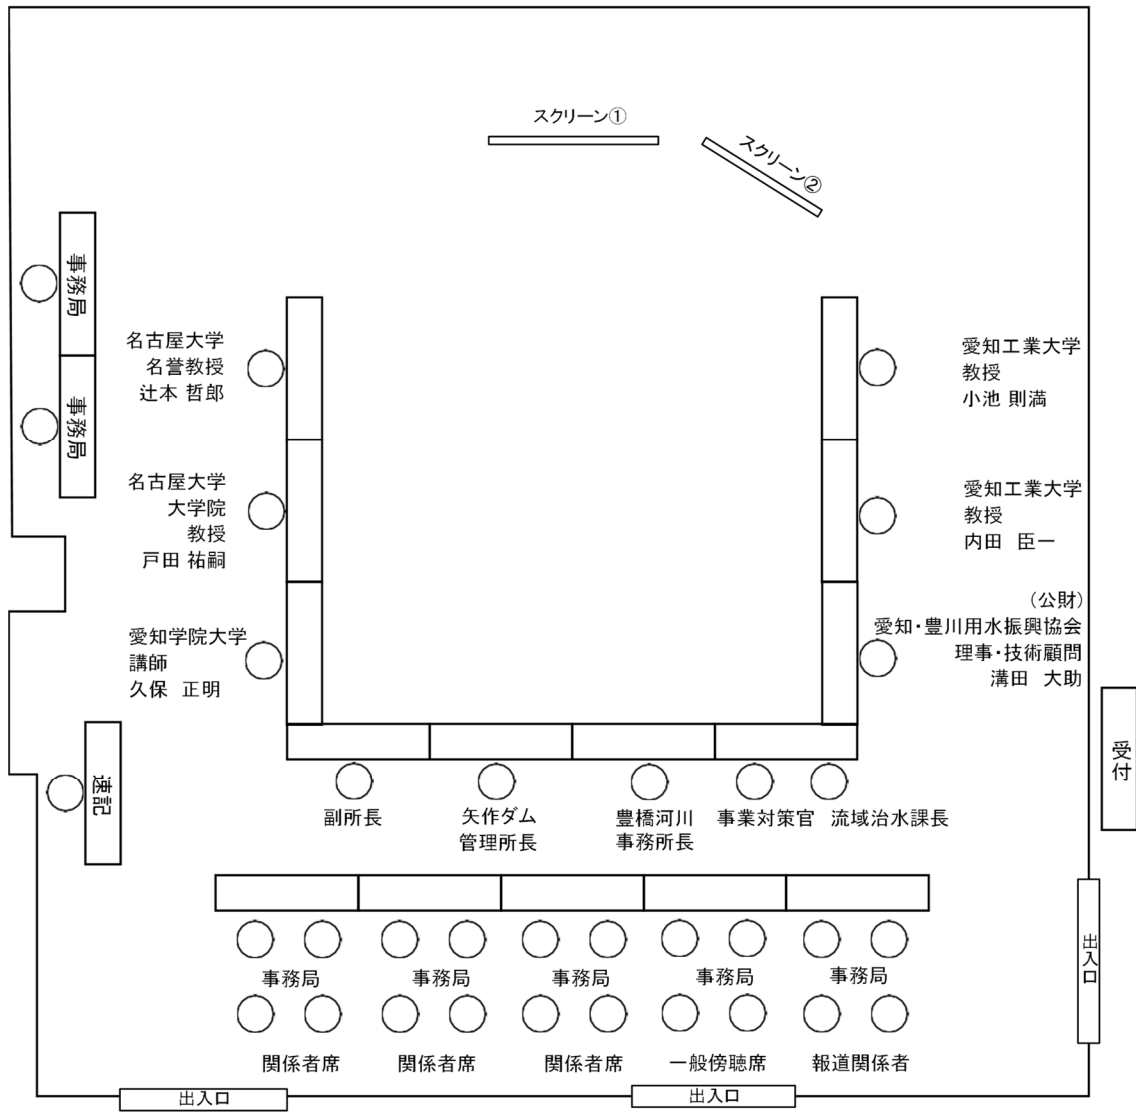 スクリーン①
スクリーン②
事務局
事務局
名古屋大学
名誉教授
辻本 哲郎
名古屋大学
大学院
教授
戸田 祐嗣
愛知学院大学
講師
久保 正明
愛知工業大学
教授
小池 則満
愛知工業大学
教授
内田 臣一
（公財）
愛知・豊川用水振興協会
理事・技術顧問
溝田 大助
受付
速記
副所長
矢作ダム
管理所長
豊橋河川
事務所長
事業対策官
流域治水課長
事務局
事務局
事務局
事務局
事務局
関係者席
関係者席
関係者席
一般傍聴席
報道関係者
出入口
出入口
出入口